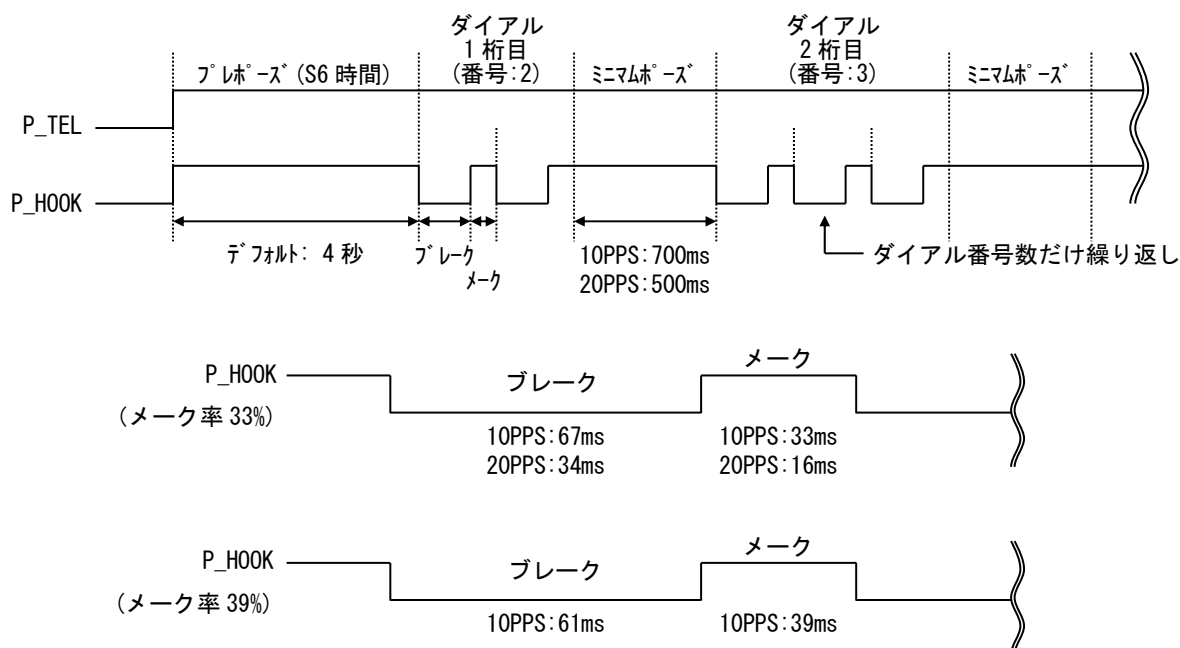 ダイアル
1桁目
(番号:2)
ダイアル
2桁目
(番号:3)
ﾌﾟﾚﾎﾟｰｽﾞ(S6時間)
ﾐﾆﾏﾑﾎﾟｰｽﾞ
ﾐﾆﾏﾑﾎﾟｰｽﾞ
P_TEL
P_HOOK
ﾃﾞﾌｫﾙﾄ: 4秒
ﾌﾞﾚｰｸ
ﾒｰｸ
10PPS:700ms
20PPS:500ms
ダイアル番号数だけ繰り返し
P_HOOK
(メーク率33%)
ブレーク
メーク
10PPS:67ms
20PPS:34ms
10PPS:33ms
20PPS:16ms
P_HOOK
(メーク率39%)
ブレーク
メーク
10PPS:61ms
10PPS:39ms